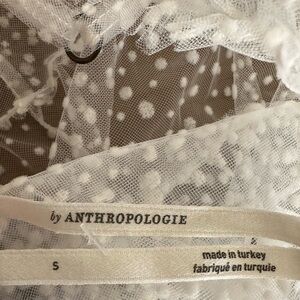 by ANTHROPOLOGIE
S
made in turkey
fabriqué en turquie